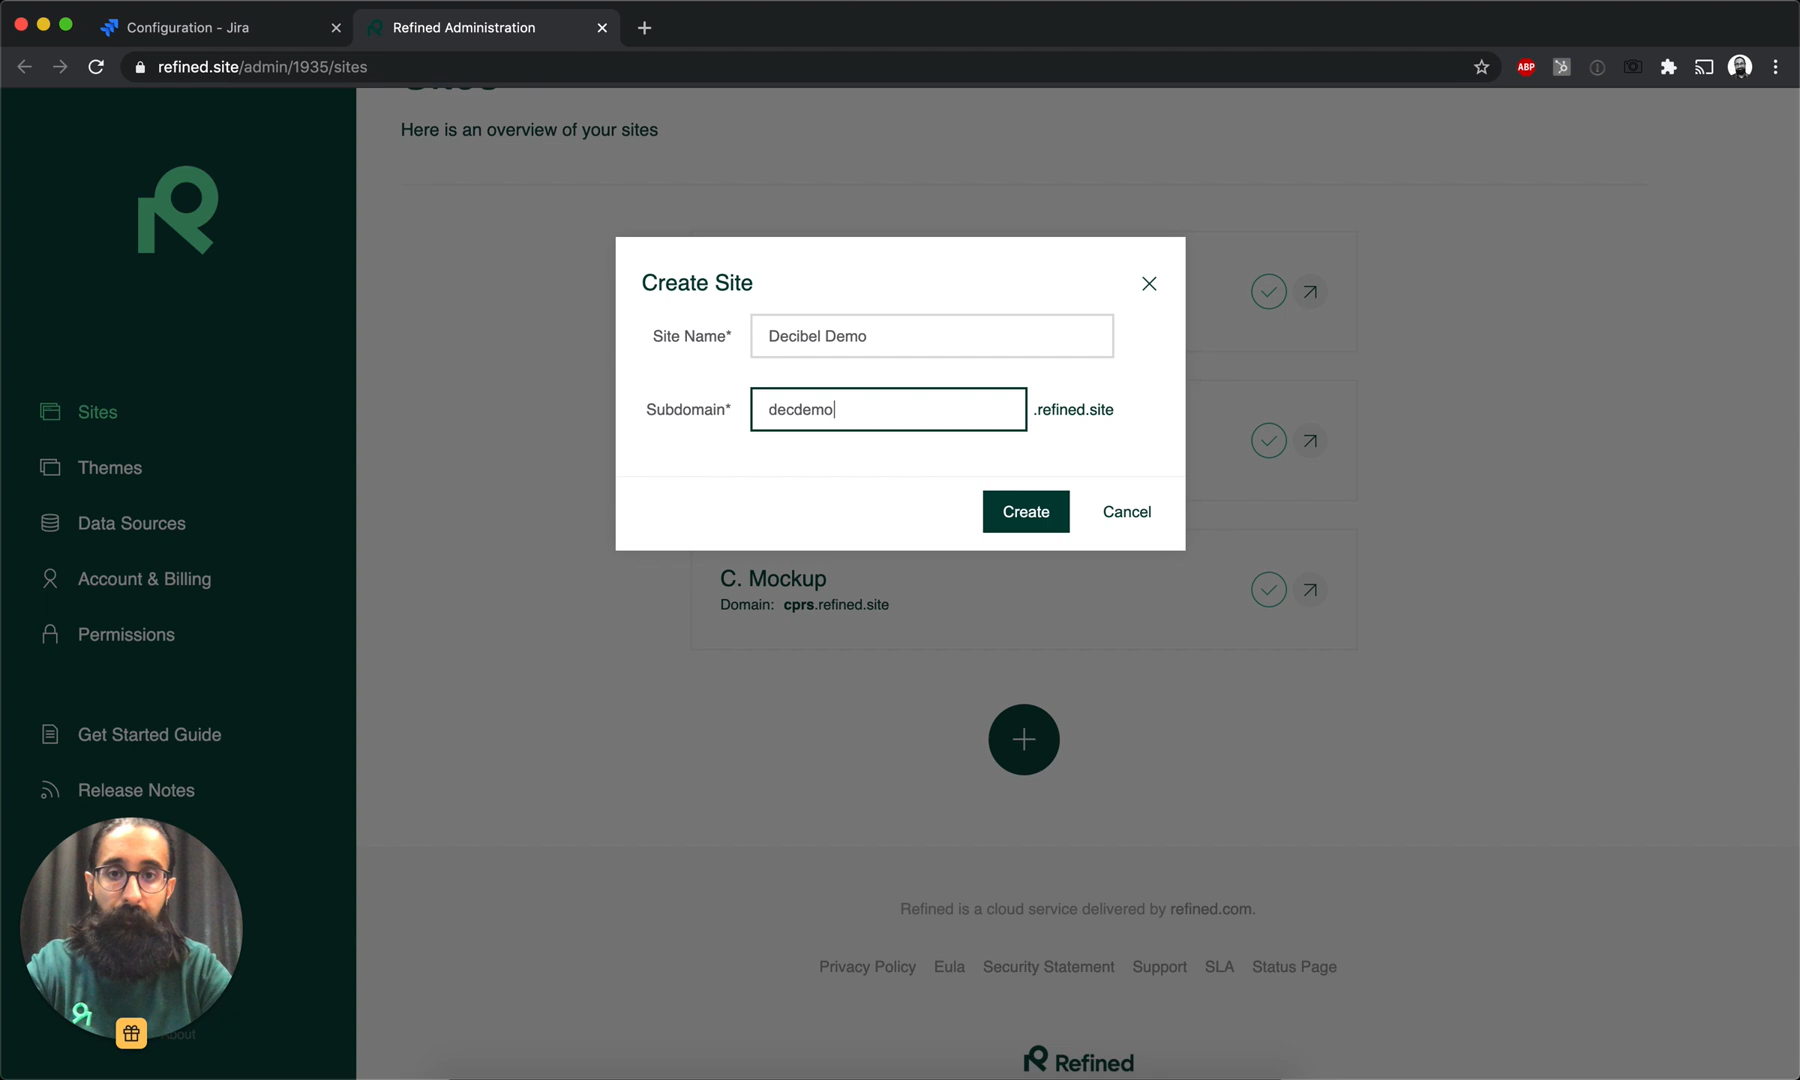 Configuration - Jira
Refined Administration
refined.site/admin/1935/sites
ABP
Here is an overview of your sites
Create Site
Site Name*
Decibel Demo
Subdomain*
decdemo
.refined.site
Create
Cancel
Sites
Themes
Data Sources
Account & Billing
Permissions
Get Started Guide
Release Notes
C. Mockup
Domain: cprs.refined.site
Refined is a cloud service delivered by refined.com.
Privacy Policy Eula Security Statement Support SLA Status Page
Refined